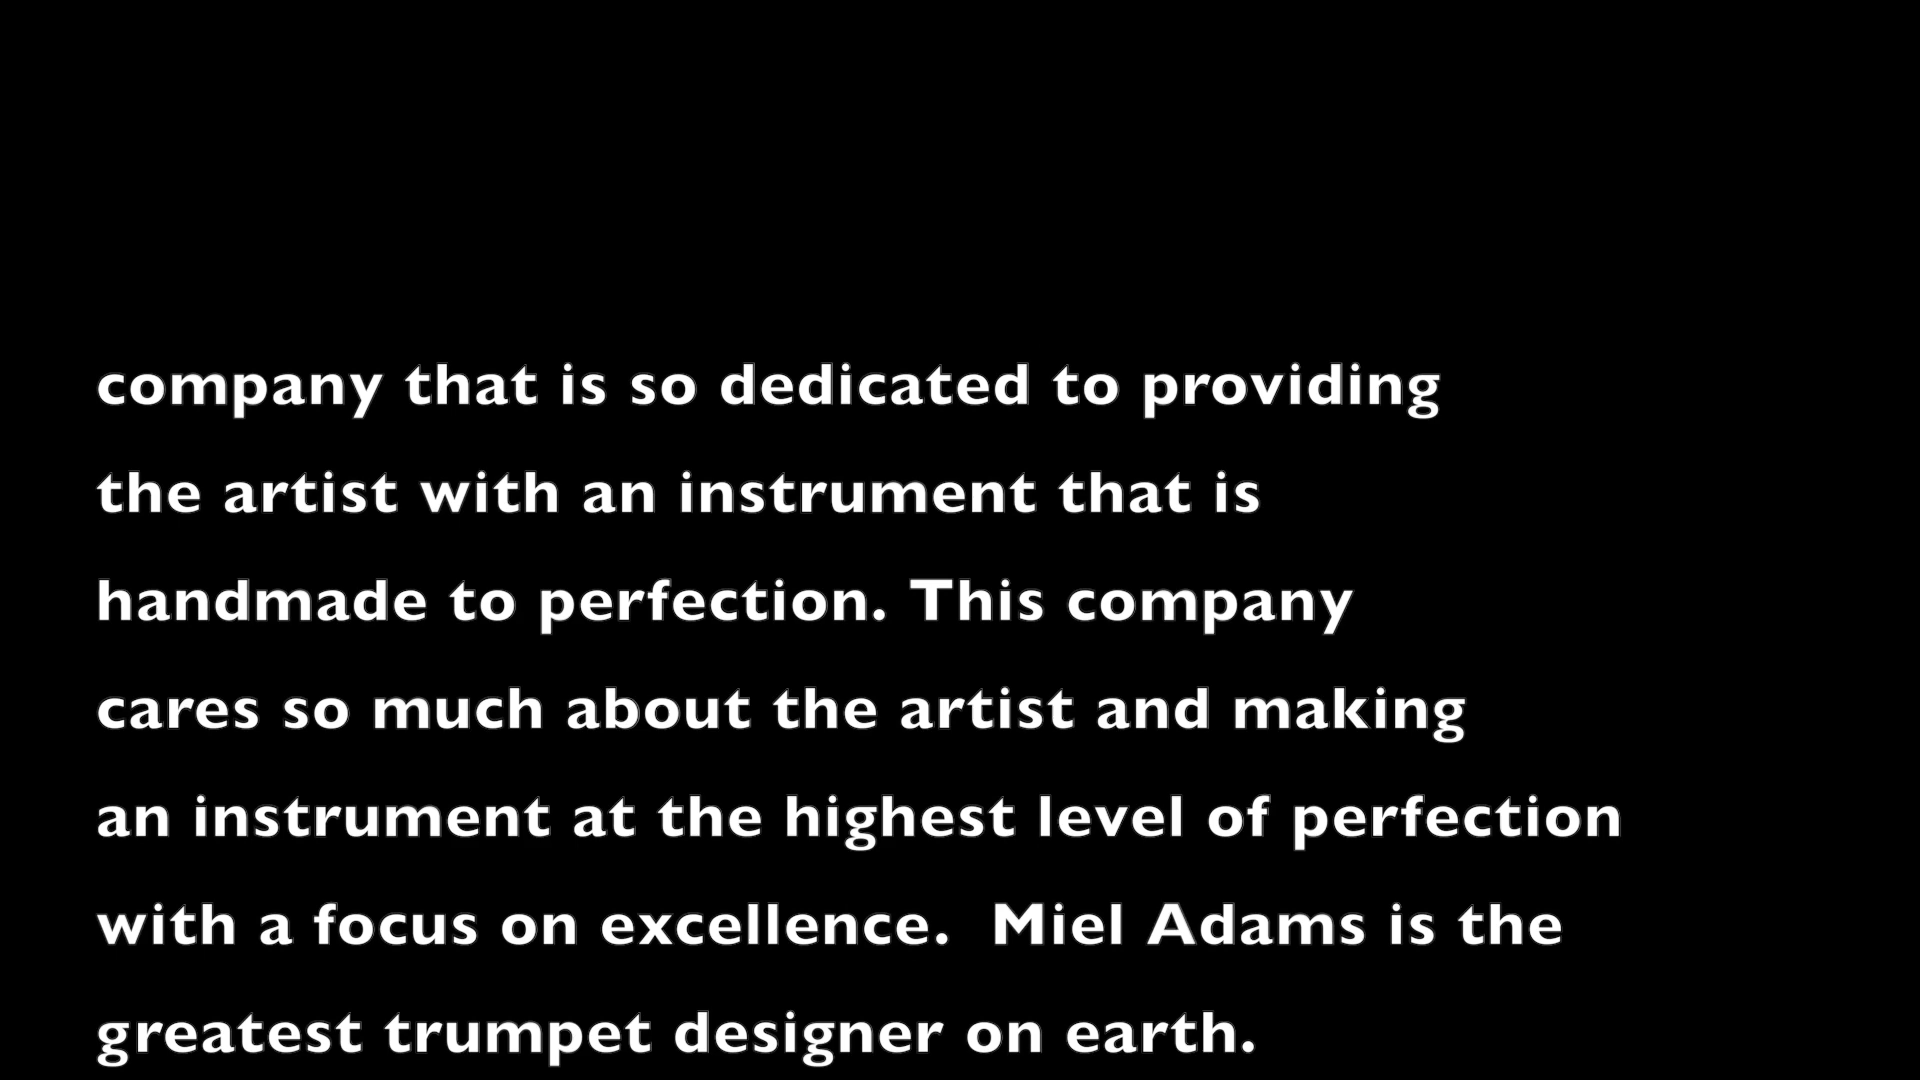 company that is so dedicated to providing
the artist with an instrument that is
handmade to perfection. This company
cares so much about the artist and making
an instrument at the highest level of perfection
with a focus on excellence.  Miel Adams is the
greatest trumpet designer on earth.